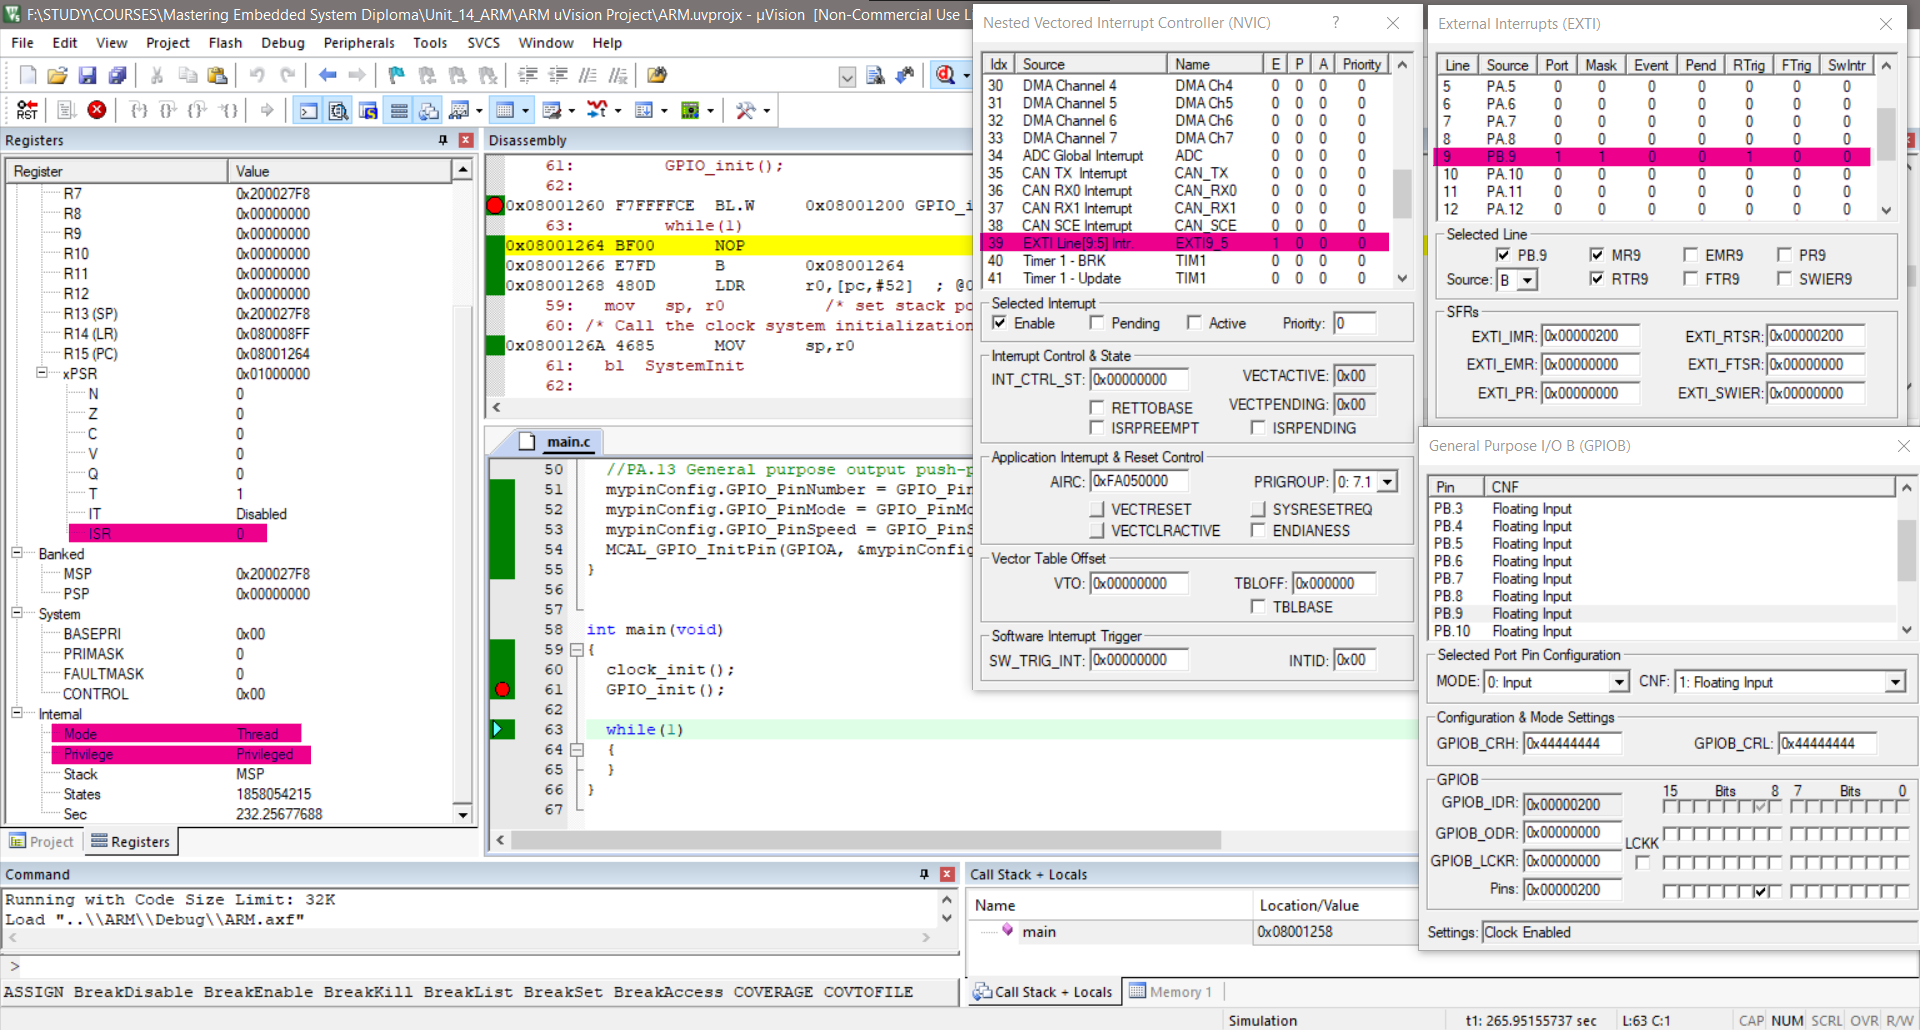 F:\STUDY\COURSES\Mastering Embedded System Diploma\Unit_14_ARM\ARM uVision Project\ARM.uvprojx - µVision [Non-Commercial Use Li
File Edit View Project Flash Debug Peripherals Tools SVCS Window Help
RST
Registers
Register Value
R7 0x200027F8
R8 0x00000000
R9 0x00000000
R10 0x00000000
R11 0x00000000
R12 0x00000000
R13 (SP) 0x200027F8
R14 (LR) 0x080008FF
R15 (PC) 0x08001264
xPSR 0x01000000
N 0
Z 0
C 0
V 0
Q 0
T 1
IT Disabled
ISR 0
Banked
MSP 0x200027F8
PSP 0x00000000
System
BASEPRI 0x00
PRIMASK 0
FAULTMASK 0
CONTROL 0x00
Internal
Mode Thread
Privilege Privileged
Stack MSP
States 1858054215
Sec 232.25677688
Project Registers
Disassembly
61: GPIO_init();
62:
0x08001260 F7FFFFCE BL.W 0x08001200 GPIO_i
63: while(1)
0x08001264 BF00 NOP
0x08001266 E7FD B 0x08001264
0x08001268 480D LDR r0,[pc,#52] ; @0
59: mov sp, r0 /* set stack po
60: /* Call the clock system initialization
0x0800126A 4685 MOV sp,r0
61: bl SystemInit
62:
main.c
50 //PA.13 General purpose output push-p
51 mypinConfig.GPIO_PinNumber = GPIO_Pin
52 mypinConfig.GPIO_PinMode = GPIO_PinMo
53 mypinConfig.GPIO_PinSpeed = GPIO_PinS
54 MCAL_GPIO_InitPin(GPIOA, &mypinConfig
55 }
56
57
58 int main(void)
59 {
60 clock_init();
61 GPIO_init();
62
63 while(1)
64 {
65 }
66 }
67
Nested Vectored Interrupt Controller (NVIC)
Idx Source Name E P A Priority
30 DMA Channel 4 DMA Ch4 0 0 0 0
31 DMA Channel 5 DMA Ch5 0 0 0 0
32 DMA Channel 6 DMA Ch6 0 0 0 0
33 DMA Channel 7 DMA Ch7 0 0 0 0
34 ADC Global Interrupt ADC 0 0 0 0
35 CAN TX Interrupt CAN_TX 0 0 0 0
36 CAN RX0 Interrupt CAN_RX0 0 0 0 0
37 CAN RX1 Interrupt CAN_RX1 0 0 0 0
38 CAN SCE Interrupt CAN_SCE 0 0 0 0
39 EXTI Line[9:5] Intr. EXTI9_5 1 0 0 0
40 Timer 1 - BRK TIM1 0 0 0 0
41 Timer 1 - Update TIM1 0 0 0 0
Selected Interrupt
Enable Pending Active Priority: 0
Interrupt Control & State
INT_CTRL_ST: 0x00000000 VECTACTIVE: 0x00
RETTOBASE VECTPENDING: 0x00
ISRPREEMPT ISRPENDING
Application Interrupt & Reset Control
AIRC: 0xFA050000 PRIGROUP: 0: 7.1
VECTRESET SYSRESETREQ
VECTCLRACTIVE ENDIANESS
Vector Table Offset
VTO: 0x00000000 TBLOFF: 0x000000
TBLBASE
Software Interrupt Trigger
SW_TRIG_INT: 0x00000000 INTID: 0x00
External Interrupts (EXTI)
Line Source Port Mask Event Pend RTrig FTrig SwIntr
5 PA.5 0 0 0 0 0 0 0
6 PA.6 0 0 0 0 0 0 0
7 PA.7 0 0 0 0 0 0 0
8 PA.8 0 0 0 0 0 0 0
9 PB.9 1 1 0 0 1 0 0
10 PA.10 0 0 0 0 0 0 0
11 PA.11 0 0 0 0 0 0 0
12 PA.12 0 0 0 0 0 0 0
Selected Line
PB.9 MR9 EMR9 PR9
Source: B RTR9 FTR9 SWIER9
SFRs
EXTI_IMR: 0x00000200 EXTI_RTSR: 0x00000200
EXTI_EMR: 0x00000000 EXTI_FTSR: 0x00000000
EXTI_PR: 0x00000000 EXTI_SWIER: 0x00000000
General Purpose I/O B (GPIOB)
Pin CNF
PB.3 Floating Input
PB.4 Floating Input
PB.5 Floating Input
PB.6 Floating Input
PB.7 Floating Input
PB.8 Floating Input
PB.9 Floating Input
PB.10 Floating Input
Selected Port Pin Configuration
MODE: 0: Input CNF: 1: Floating Input
Configuration & Mode Settings
GPIOB_CRH: 0x44444444 GPIOB_CRL: 0x44444444
GPIOB
15 Bits 8 7 Bits 0
GPIOB_IDR: 0x00000200
GPIOB_ODR: 0x00000000
LCKK
GPIOB_LCKR: 0x00000000
Pins: 0x00000200
Settings: Clock Enabled
Command
Running with Code Size Limit: 32K
Load "..\\ARM\\Debug\\ARM.axf"
>
ASSIGN BreakDisable BreakEnable BreakKill BreakList BreakSet BreakAccess COVERAGE COVTOFILE
Call Stack + Locals
Name Location/Value
main 0x08001258
Call Stack + Locals Memory 1
Simulation t1: 265.95155737 sec L:63 C:1 CAP NUM SCRL OVR R/W